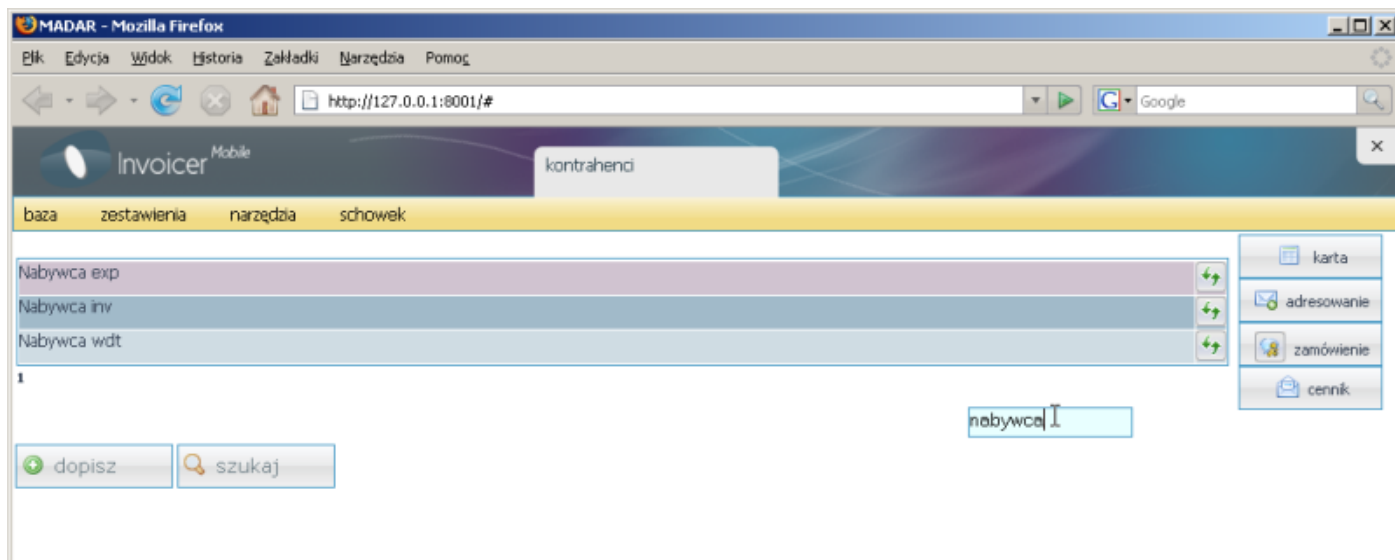 MADAR - Mozilla Firefox
Plik Edycja Widok Historia Zakładki Narzędzia Pomoc
http://127.0.0.1:8001/# G Google
Invoicer Mobile kontrahenci
baza zestawienia narzędzia schowek
karta
Nabywca exp
adresowanie
Nabywca inv
Nabywca wdt
zamówienie
1
cennik
nabywca
dopisz szukaj